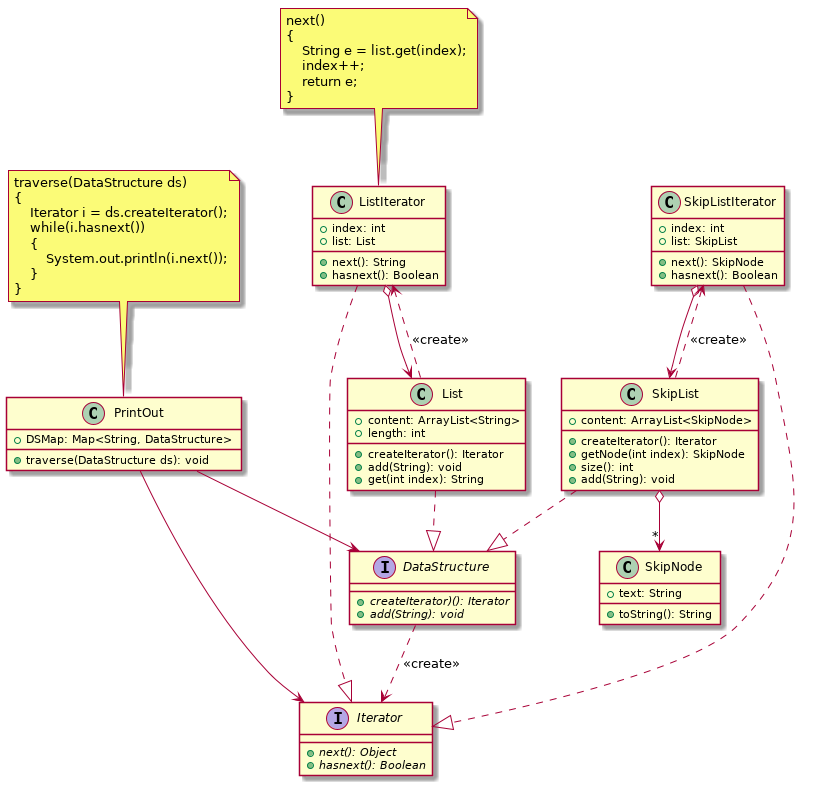 next()
{
String e = list.get(index);
index++;
return e;
}
traverse(DataStructure ds)
{
Iterator i = ds.createIterator();
while(i.hasnext())
{
System.out.println(i.next());
}
}
C ListIterator
index: int
list: List
next(): String
hasnext(): Boolean
C SkipListIterator
index: int
list: SkipList
next(): SkipNode
hasnext(): Boolean
«create»
«create»
C PrintOut
DSMap: Map<String, DataStructure>
traverse(DataStructure ds): void
C List
content: ArrayList<String>
length: int
createIterator(): Iterator
add(String): void
get(int index): String
C SkipList
content: ArrayList<SkipNode>
createIterator(): Iterator
getNode(int index): SkipNode
size(): int
add(String): void
*
I DataStructure
createIterator)(): Iterator
add(String): void
C SkipNode
text: String
toString(): String
«create»
I Iterator
next(): Object
hasnext(): Boolean